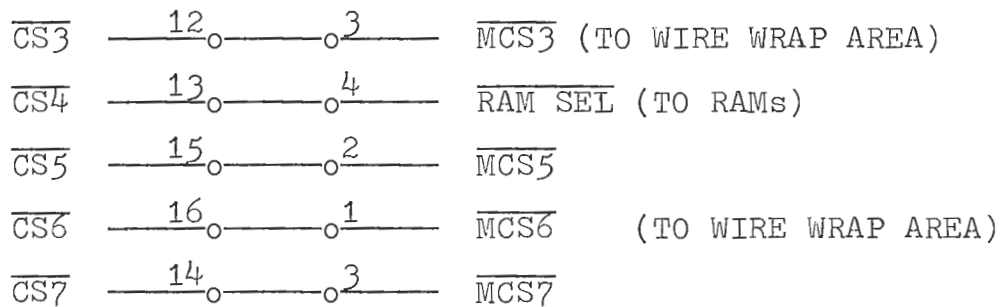 CS3 12 3 MCS3 (TO WIRE WRAP AREA)
CS4 13 4 RAM SEL (TO RAMs)
CS5 15 2 MCS5
CS6 16 1 MCS6 (TO WIRE WRAP AREA)
CS7 14 3 MCS7